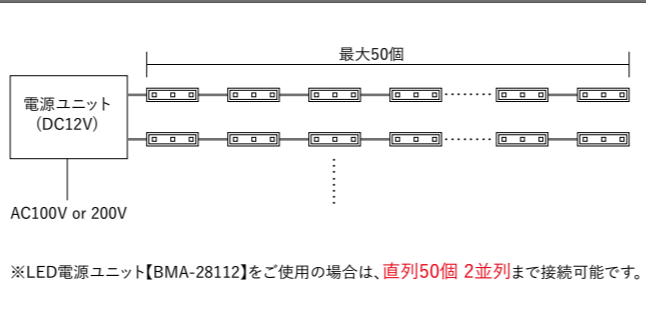 最大50個
電源ユニット
(DC12V)
AC100V or 200V
※LED電源ユニット【BMA-28112】をご使用の場合は、直列50個 2並列まで接続可能です。